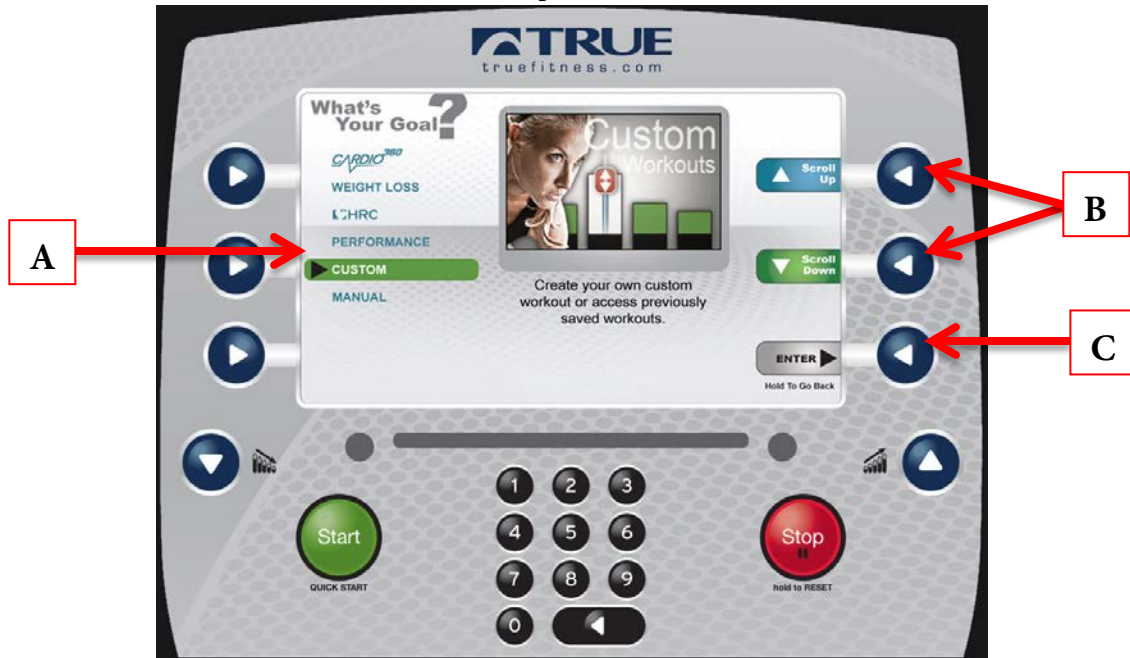 TRUE
truefitness.com
What's
Your Goal?
CARDIO360
WEIGHT LOSS
HRC
PERFORMANCE
CUSTOM
MANUAL
Custom
Workouts
Create your own custom
workout or access previously
saved workouts.
Scroll
Up
Scroll
Down
ENTER
Hold To Go Back
A
B
C
Start
QUICK START
1 2 3
4 5 6
7 8 9
0
Stop
hold to RESET